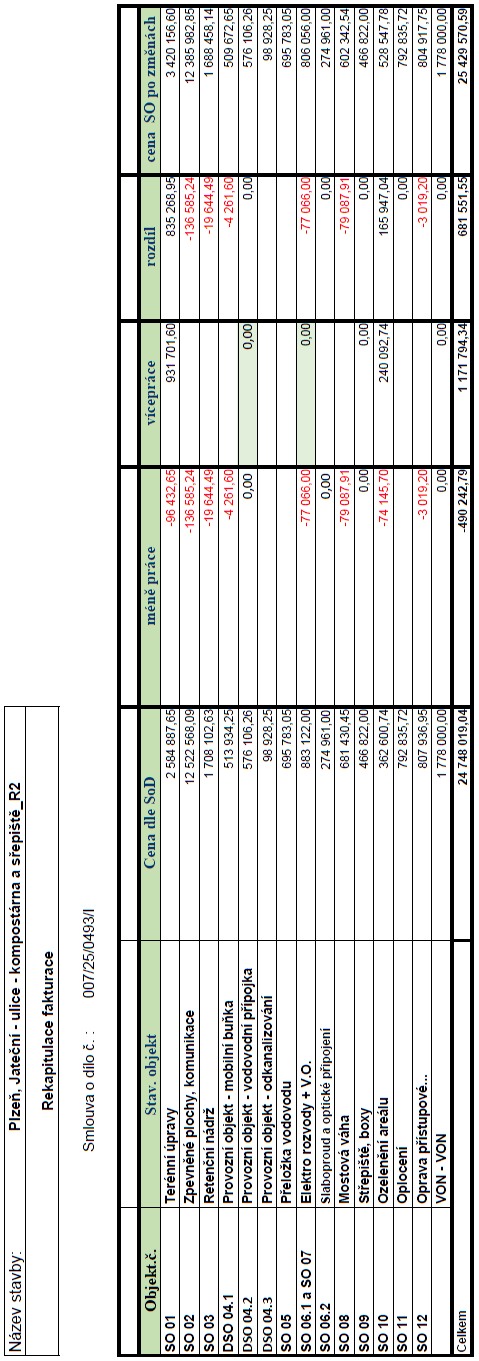 Název stavby: Plzeň, Jateční - ulice - kompostárna a srěpiště_R2
Rekapitulace fakturace
Smlouva o dílo č. : 007/25/0493/I
Objekt.č. Stav. objekt Cena dle SoD méně práce vícepráce rozdíl cena SO po změnách
SO 01 Terénní úpravy 2 584 887,65 -96 432,65 931 701,60 835 268,95 3 420 156,60
SO 02 Zpevněné plochy, komunikace 12 522 568,09 -136 585,24 -136 585,24 12 385 982,85
SO 03 Retenční nádrž 1 708 102,63 -19 644,49 -19 644,49 1 688 458,14
DSO 04.1 Provozní objekt - mobilní buňka 513 934,25 -4 261,60 -4 261,60 509 672,65
DSO 04.2 Provozní objekt - vodovodní přípojka 576 106,26 0,00 0,00 0,00 576 106,26
DSO 04.3 Provozní objekt - odkanalizování 98 928,25 98 928,25
SO 05 Přeložka vodovodu 695 783,05 695 783,05
SO 06.1 a SO 07 Elektro rozvody + V.O. 883 122,00 -77 066,00 0,00 -77 066,00 806 056,00
SO 06.2 Slaboproud a optické připojení 274 961,00 0,00 0,00 274 961,00
SO 08 Mostová váha 681 430,45 -79 087,91 -79 087,91 602 342,54
SO 09 Střepiště, boxy 466 822,00 0,00 0,00 0,00 466 822,00
SO 10 Ozelenění areálu 362 600,74 -74 145,70 240 092,74 165 947,04 528 547,78
SO 11 Oplocení 792 835,72 0,00 792 835,72
SO 12 Oprava přístupové... 807 936,95 -3 019,20 -3 019,20 804 917,75
VON - VON 1 778 000,00 0,00 0,00 0,00 1 778 000,00
Celkem 24 748 019,04 -490 242,79 1 171 794,34 681 551,55 25 429 570,59